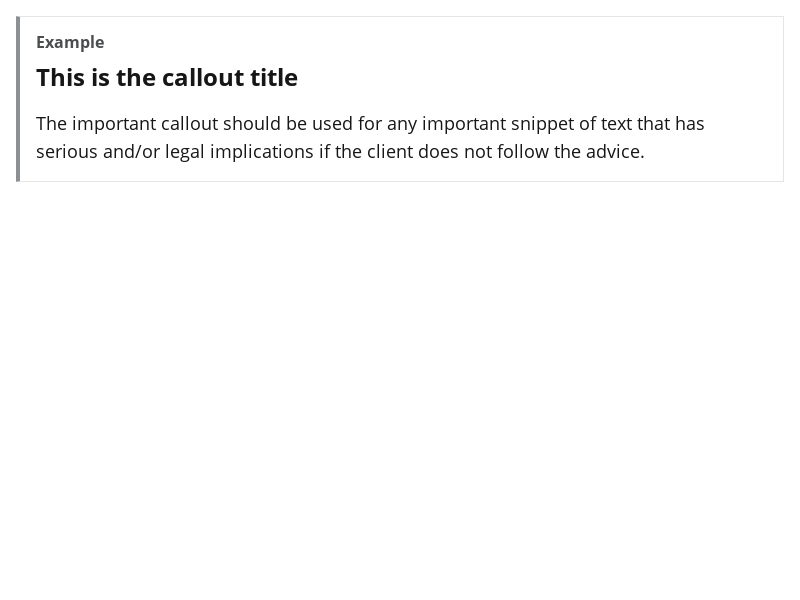 Example
This is the callout title
The important callout should be used for any important snippet of text that has
serious and/or legal implications if the client does not follow the advice.